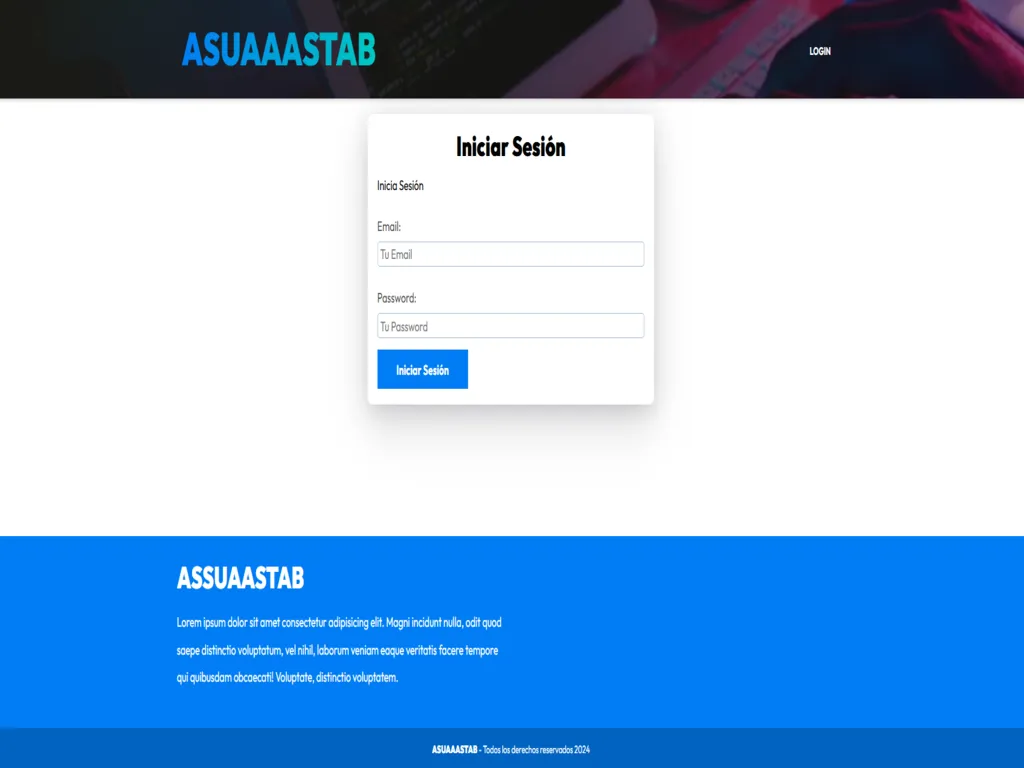 ASUAAASTAB
LOGIN
Iniciar Sesión
Inicia Sesión
Email:
Tu Email
Password:
Tu Password
Iniciar Sesión
ASSUAASTAB
Lorem ipsum dolor sit amet consectetur adipisicing elit. Magni incidunt nulla, odit quod
saepe distinctio voluptatum, vel nihil, laborum veniam eaque veritatis facere tempore
qui quibusdam obcaecati! Voluptate, distinctio voluptatem.
ASUAAASTAB - Todos los derechos reservados 2024